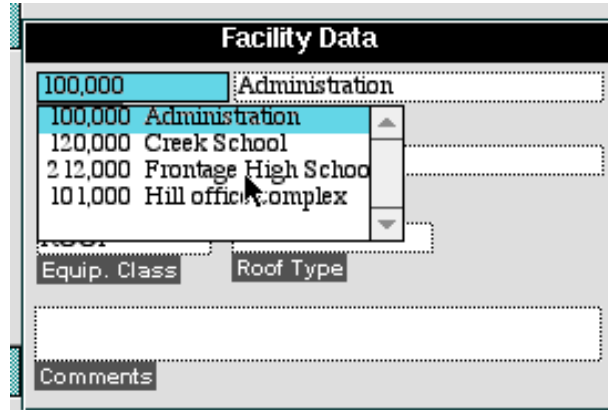 Facility Data
100,000 Administration
100,000 Administration
120,000 Creek School
212,000 Frontage High Schoo
101,000 Hill office complex
Equip. Class Roof Type
Comments